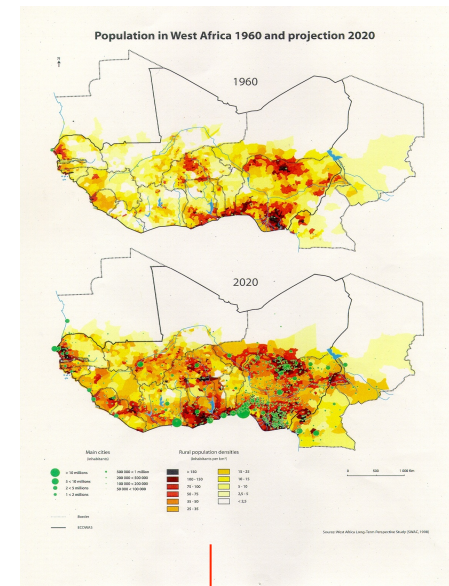 Population in West Africa 1960 and projection 2020
N
1960
2020
Main cities
(inhabitants)
> 10 millions
5 < 10 millions
2 < 5 millions
1 < 2 millions
500 000 < 1 million
200 000 < 500 000
100 000 < 200 000
50 000 < 100 000
Rural population densities
(inhabitants per km²)
> 150
100 - 150
75 - 100
50 - 75
35 - 50
25 - 35
15 - 25
10 - 15
5 - 10
2,5 - 5
< 2,5
0 500 1 000 km
Rivers
ECOWAS
Source: West Africa Long-Term Perspective Study (SWAC, 1998)